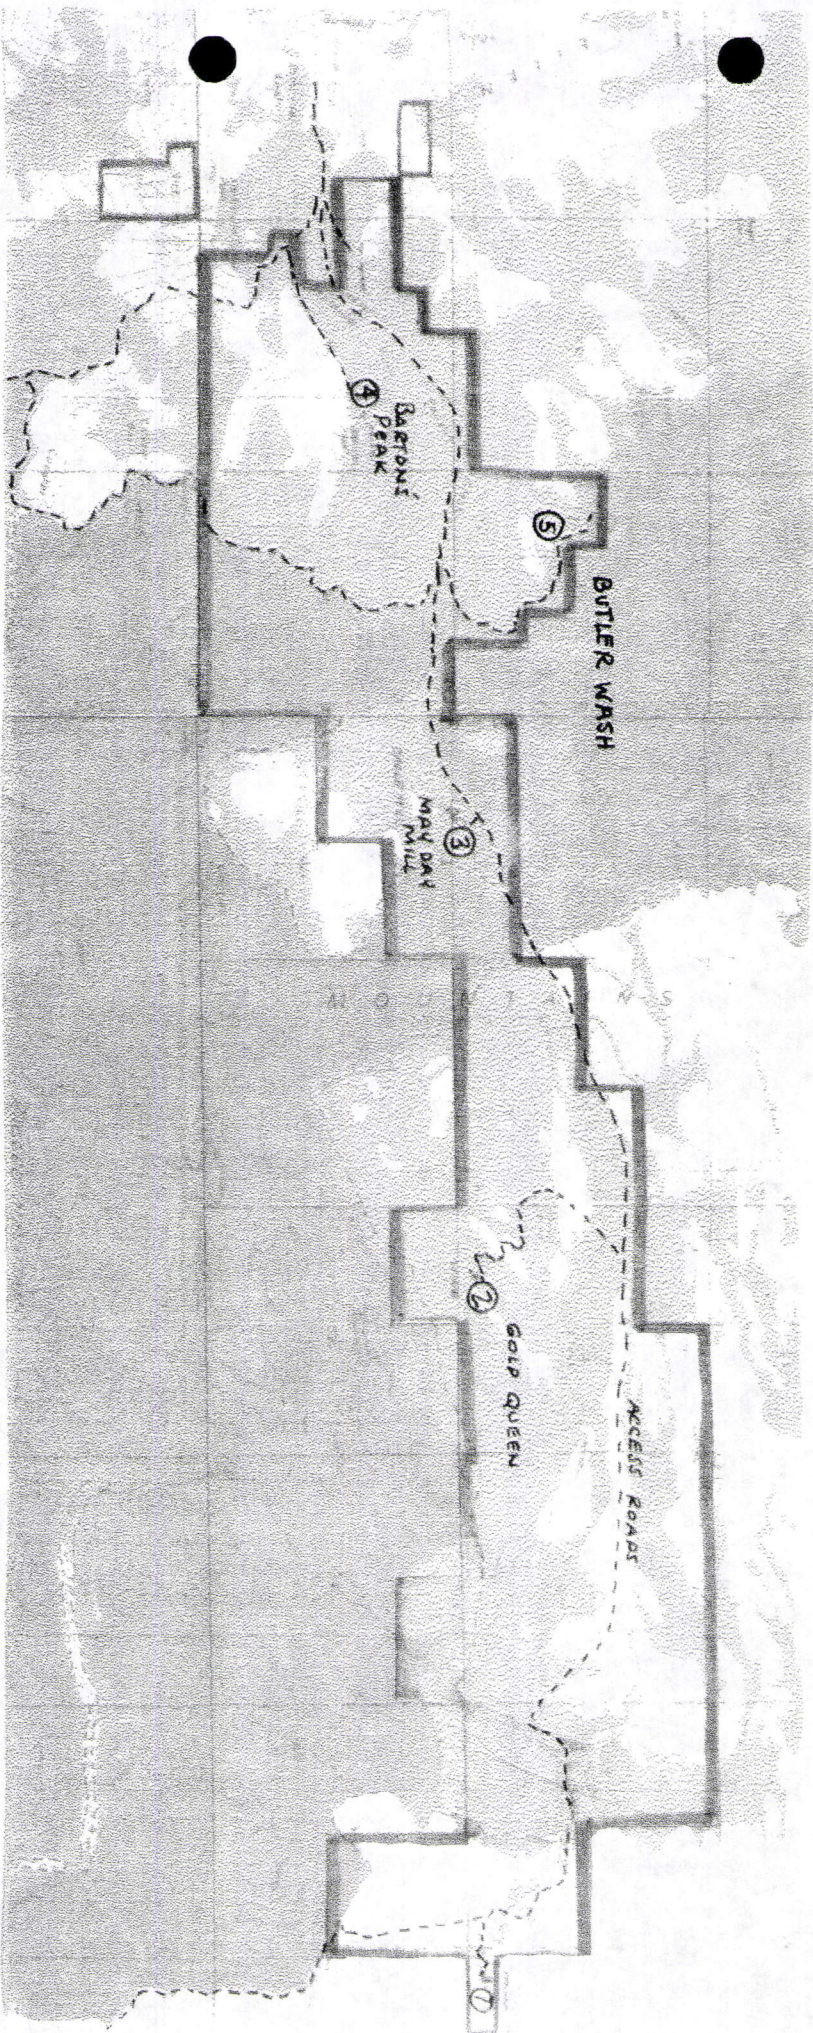 ④
BARTONS
PEAK
⑤
BUTLER WASH
③
MAY DAY
MILL
MOUNTAINS
②
GOLD QUEEN
ACCESS ROADS
①